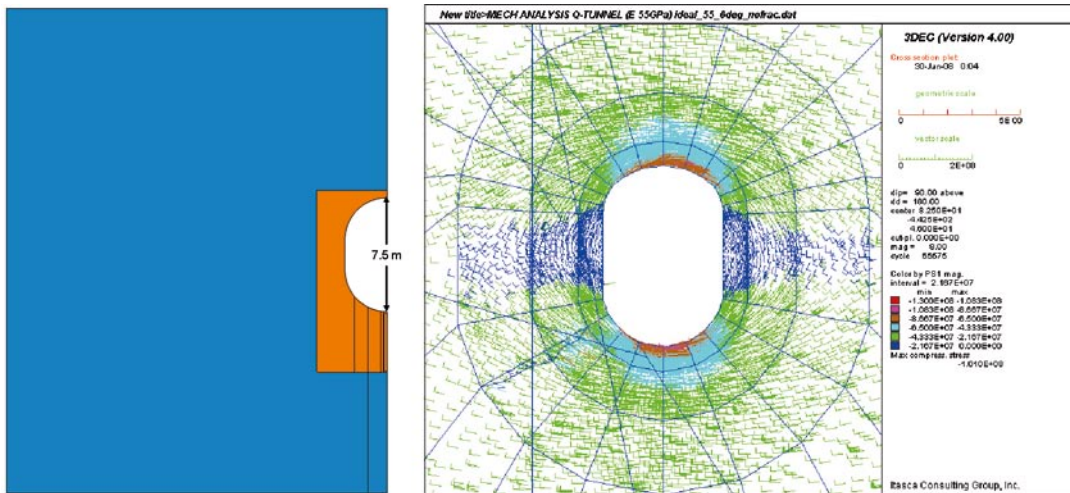 7.5 m
New title>MECH ANALYSIS Q-TUNNEL (E 55GPa) ideal_55_6deg_nofrac.dat
3DEC (Version 4.00)
Cross section plot:
30-Jan-08 0:04
geometric scale
0 5E 00
vector scale
0 2E+08
dip= 90.00 above
dd = 180.00
center 8.250E+01
-4.425E+02
4.600E+01
cut-pl. 0.000E+00
mag = 8.00
cycle
Color by PS1 mag.
interval = 2.167E+07
min max
-1.300E+08 -1.083E+08
-1.083E+08 -8.667E+07
-8.667E+07 -6.500E+07
-6.500E+07 -4.333E+07
-4.333E+07 -2.167E+07
-2.167E+07 0.000E+00
Max compress. stress
-1.010E+08
Itasca Consulting Group, Inc.